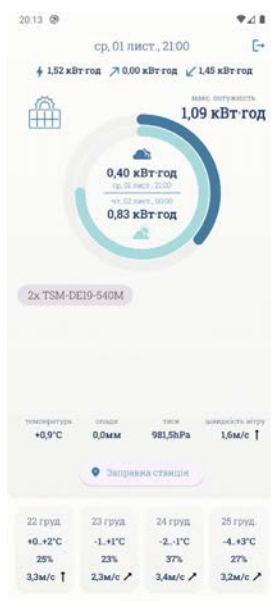 20:13
ср, 01 лист., 21:00
1,52 кВт·год 0,00 кВт·год 1,45 кВт·год
макс. потужність
1,09 кВт·год
0,40 кВт·год
ср, 01 лист., 21:00
чт, 02 лист., 00:00
0,83 кВт·год
2x TSM-DE19-540M
температура опади тиск швидкість вітру
+0,9°C 0,0мм 981,5hPa 1,6м/с ↑
Заправна станція
22 груд. 23 груд. 24 груд. 25 груд.
+0..+2°C -1..+1°C -2..-1°C -4..+3°C
25% 23% 37% 27%
3,3м/с ↑ 2,3м/с ↗ 3,4м/с ↗ 3,2м/с ↗